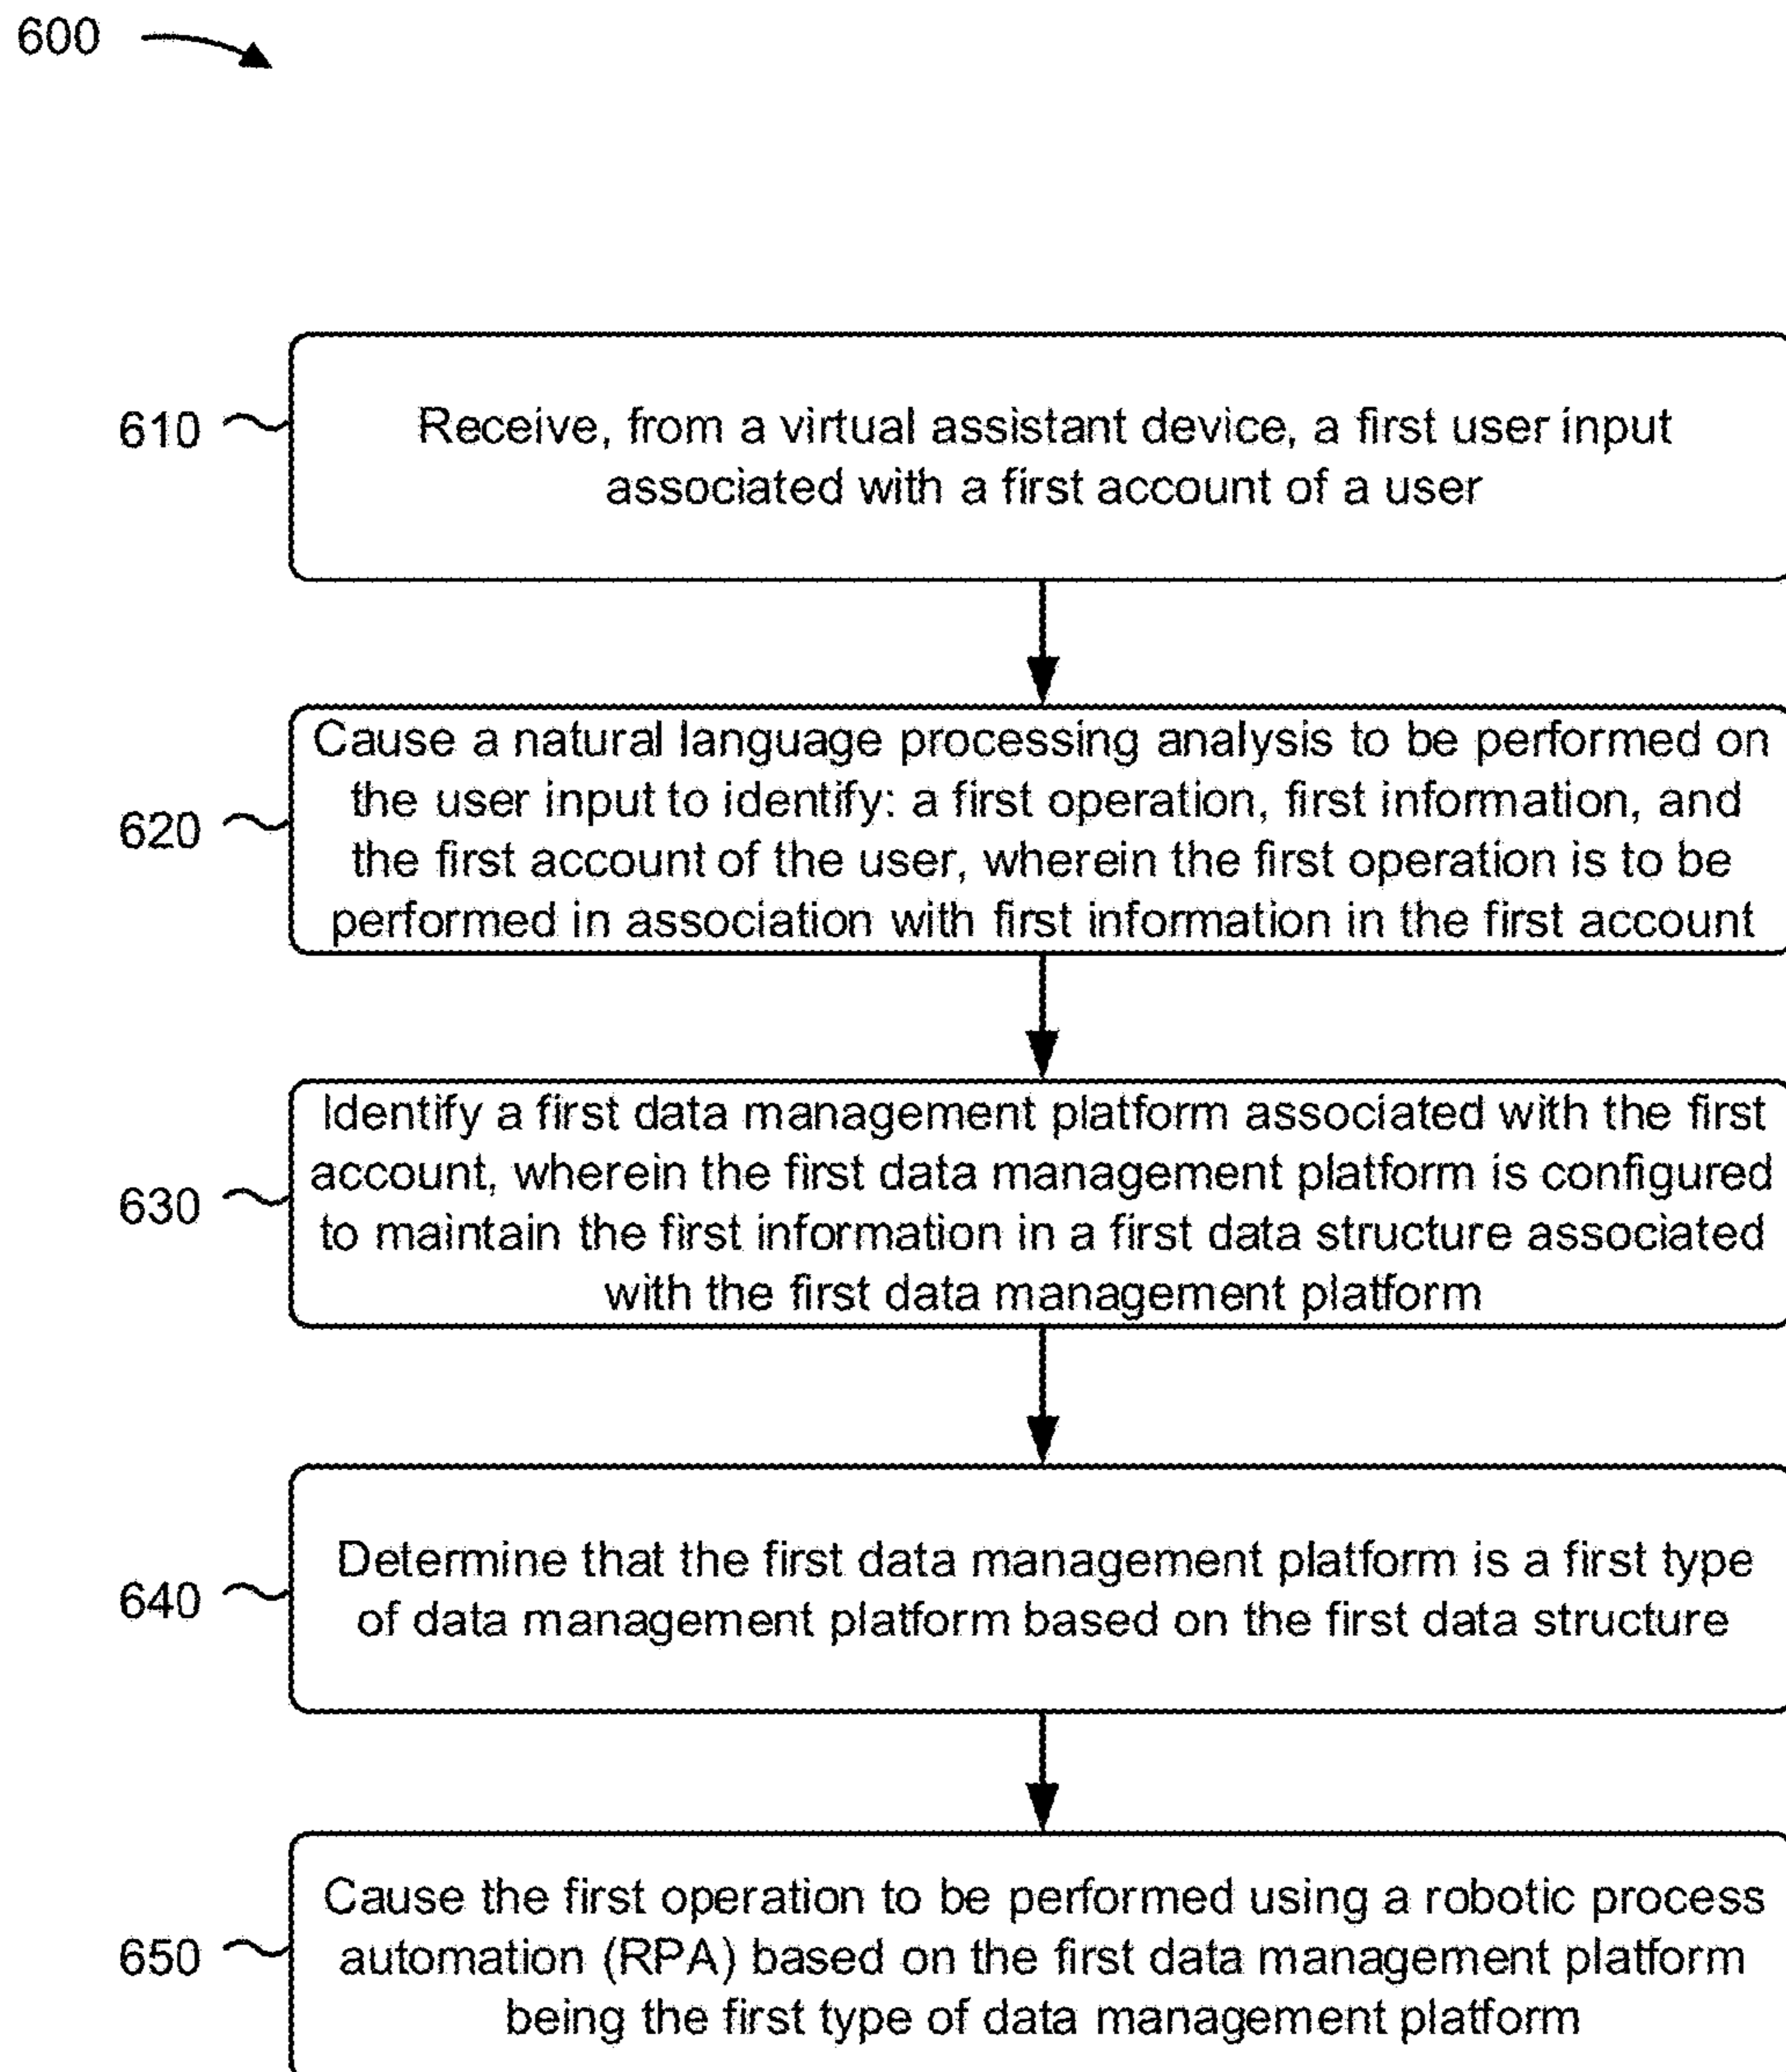 600
610
Receive, from a virtual assistant device, a first user input
associated with a first account of a user
620
Cause a natural language processing analysis to be performed on
the user input to identify: a first operation, first information, and
the first account of the user, wherein the first operation is to be
performed in association with first information in the first account
630
Identify a first data management platform associated with the first
account, wherein the first data management platform is configured
to maintain the first information in a first data structure associated
with the first data management platform
640
Determine that the first data management platform is a first type
of data management platform based on the first data structure
650
Cause the first operation to be performed using a robotic process
automation (RPA) based on the first data management platform
being the first type of data management platform